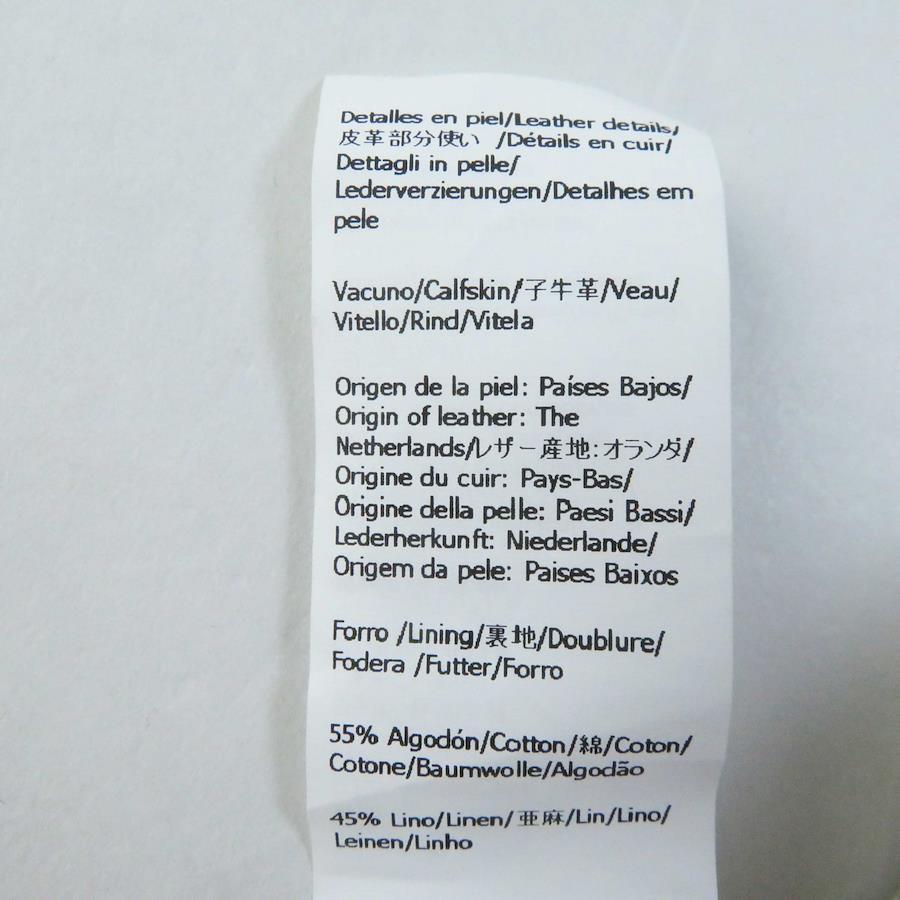 Detalles en piel/Leather details/
皮革部分使い /Détails en cuir/
Dettagli in pelle/
Lederverzierungen/Detalhes em
pele
Vacuno/Calfskin/子牛革/Veau/
Vitello/Rind/Vitela
Origen de la piel: Países Bajos/
Origin of leather: The
Netherlands/レザー産地:オランダ/
Origine du cuir: Pays-Bas/
Origine della pelle: Paesi Bassi/
Lederherkunft: Niederlande/
Origem da pele: Paises Baixos
Forro /Lining/裏地/Doublure/
Fodera /Futter/Forro
55% Algodón/Cotton/綿/Coton/
Cotone/Baumwolle/Algodão
45% Lino/Linen/亜麻/Lin/Lino/
Leinen/Linho